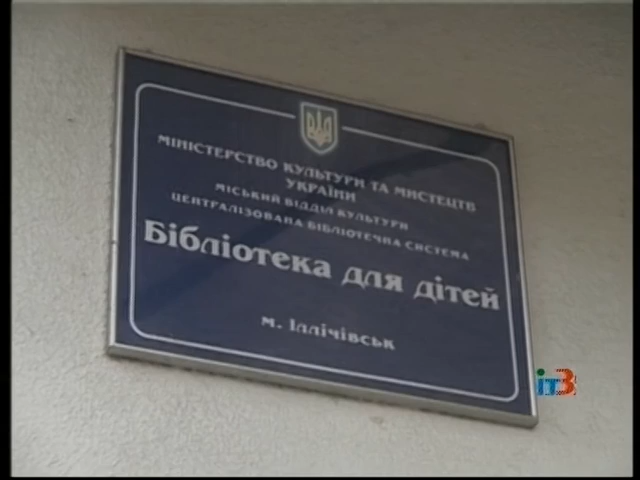 МІНІСТЕРСТВО КУЛЬТУРИ ТА МИСТЕЦТВ
УКРАЇНИ
МІСЬКИЙ ВІДДІЛ КУЛЬТУРИ
ЦЕНТРАЛІЗОВАНА БІБЛІОТЕЧНА СИСТЕМА
Бібліотека для дітей
м. Іллічівськ
іт3